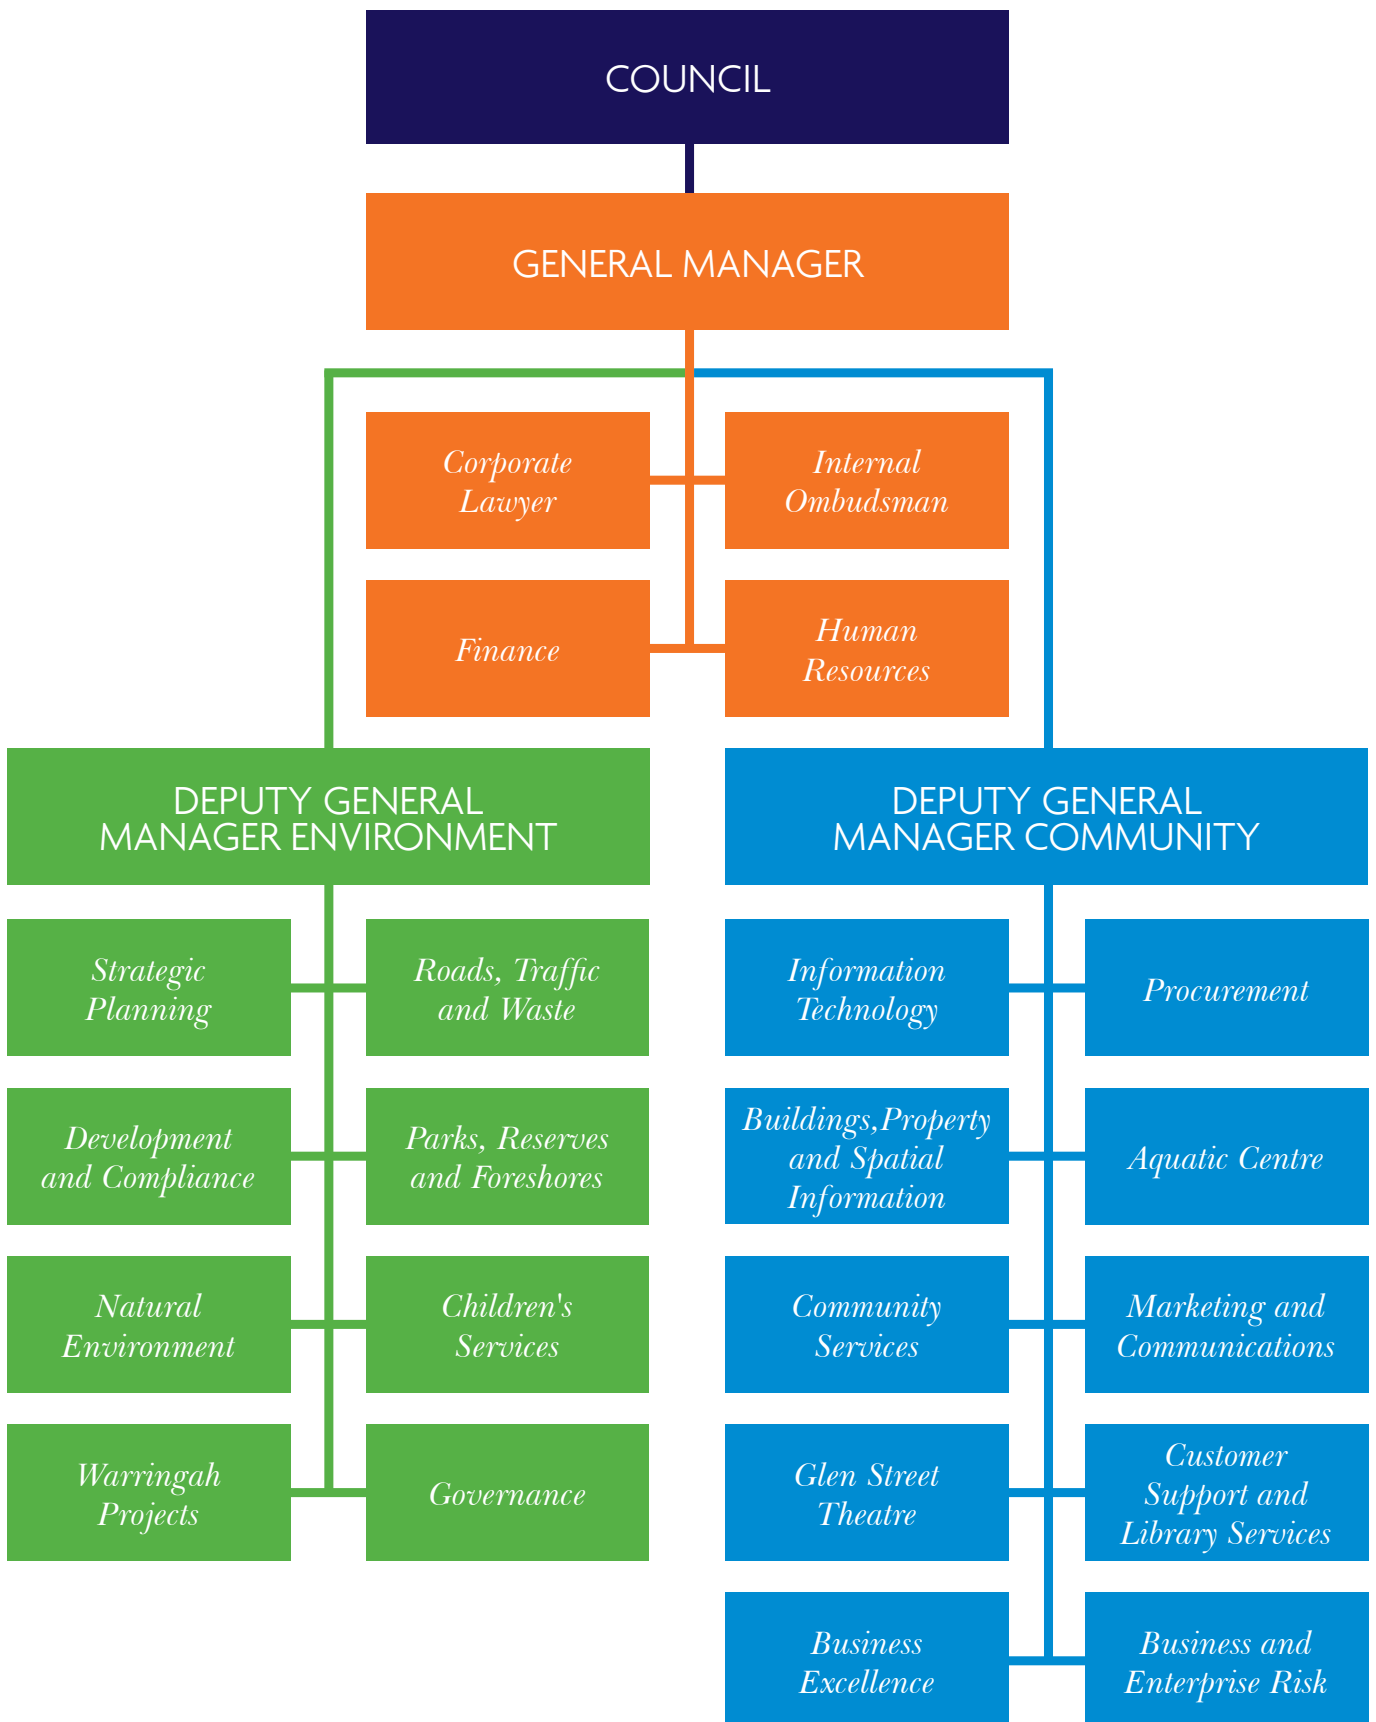 COUNCIL
GENERAL MANAGER
Corporate
Lawyer
Internal
Ombudsman
Finance
Human
Resources
DEPUTY GENERAL
MANAGER ENVIRONMENT
DEPUTY GENERAL
MANAGER COMMUNITY
Strategic
Planning
Roads, Traffic
and Waste
Information
Technology
Procurement
Development
and Compliance
Parks, Reserves
and Foreshores
Buildings,Property
and Spatial
Information
Aquatic Centre
Natural
Environment
Children's
Services
Community
Services
Marketing and
Communications
Warringah
Projects
Governance
Glen Street
Theatre
Customer
Support and
Library Services
Business
Excellence
Business and
Enterprise Risk